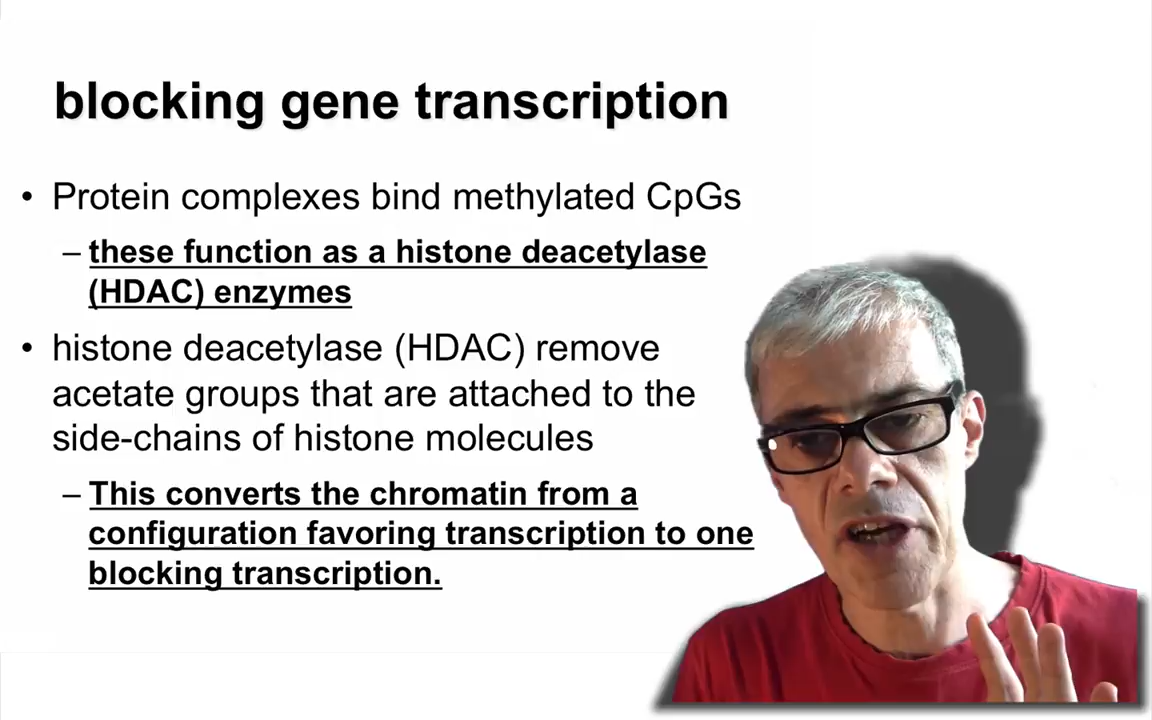 blocking gene transcription
• Protein complexes bind methylated CpGs
– these function as a histone deacetylase
(HDAC) enzymes
• histone deacetylase (HDAC) remove
acetate groups that are attached to the
side-chains of histone molecules
– This converts the chromatin from a
configuration favoring transcription to one
blocking transcription.